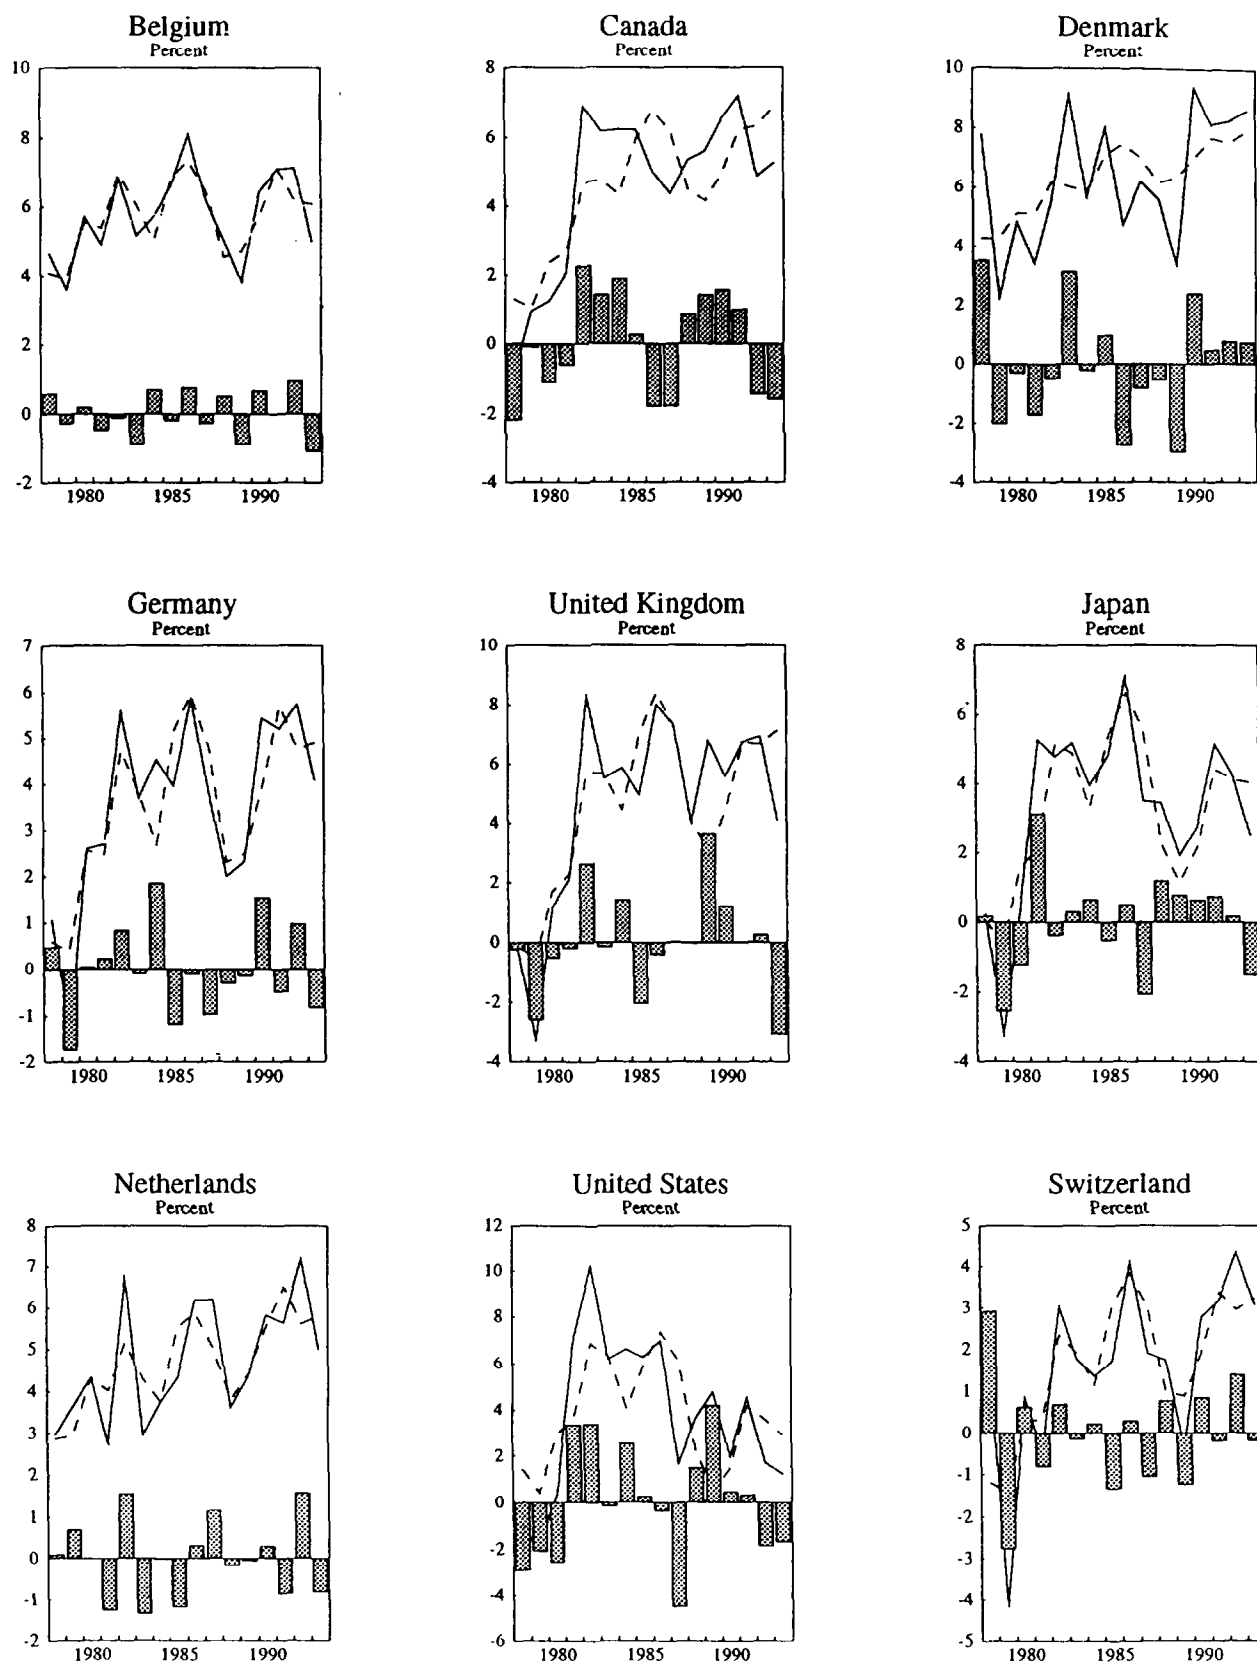 Belgium
Percent
10
8
6
4
2
0
-2
1980 1985 1990
Canada
Percent
8
6
4
2
0
-2
-4
1980 1985 1990
Denmark
Percent
10
8
6
4
2
0
-2
-4
1980 1985 1990
Germany
Percent
7
6
5
4
3
2
1
0
-1
-2
1980 1985 1990
United Kingdom
Percent
10
8
6
4
2
0
-2
-4
1980 1985 1990
Japan
Percent
8
6
4
2
0
-2
-4
1980 1985 1990
Netherlands
Percent
8
7
6
5
4
3
2
1
0
-1
-2
1980 1985 1990
United States
Percent
12
10
8
6
4
2
0
-2
-4
-6
1980 1985 1990
Switzerland
Percent
5
4
3
2
1
0
-1
-2
-3
-4
-5
1980 1985 1990